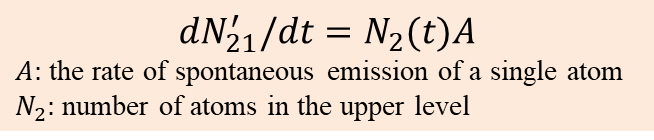 dN′₂₁/dt = N₂(t)A
A: the rate of spontaneous emission of a single atom
N₂: number of atoms in the upper level